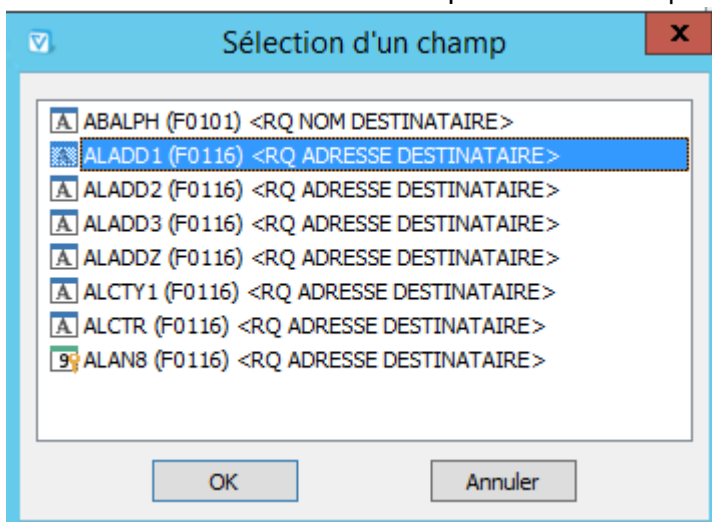 Sélection d'un champ
X
ABALPH (F0101) <RQ NOM DESTINATAIRE>
ALADD1 (F0116) <RQ ADRESSE DESTINATAIRE>
ALADD2 (F0116) <RQ ADRESSE DESTINATAIRE>
ALADD3 (F0116) <RQ ADRESSE DESTINATAIRE>
ALADDZ (F0116) <RQ ADRESSE DESTINATAIRE>
ALCTY1 (F0116) <RQ ADRESSE DESTINATAIRE>
ALCTR (F0116) <RQ ADRESSE DESTINATAIRE>
ALAN8 (F0116) <RQ ADRESSE DESTINATAIRE>
OK Annuler